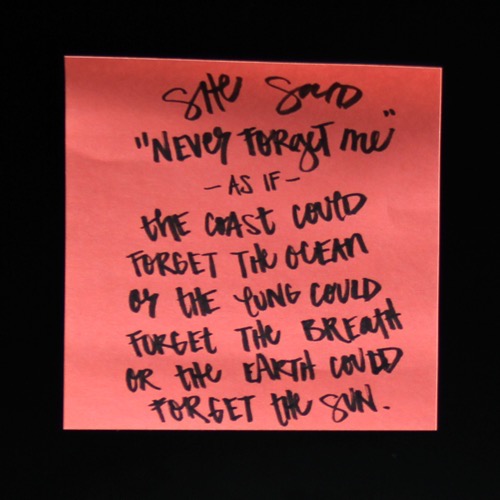 SHE SAID
"NEVER FORGET ME"
- AS IF -
THE COAST COULD
FORGET THE OCEAN
OR THE LUNG COULD
FORGET THE BREATH
OR THE EARTH COULD
FORGET THE SUN.